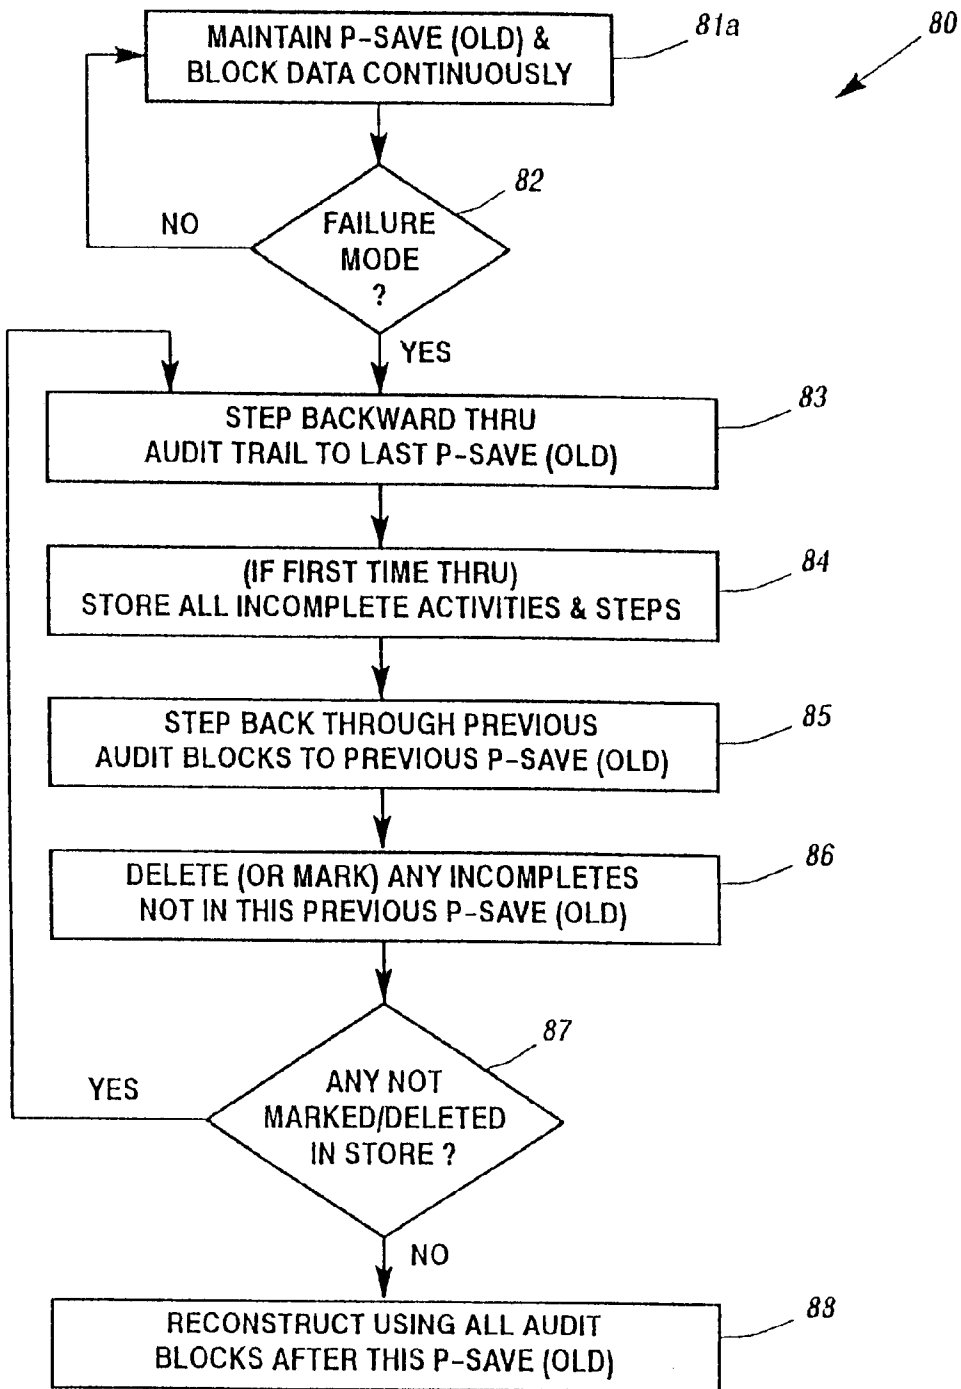 MAINTAIN P-SAVE (OLD) &
BLOCK DATA CONTINUOUSLY
81a
80
82
FAILURE
MODE
?
NO
YES
83
STEP BACKWARD THRU
AUDIT TRAIL TO LAST P-SAVE (OLD)
84
(IF FIRST TIME THRU)
STORE ALL INCOMPLETE ACTIVITIES & STEPS
85
STEP BACK THROUGH PREVIOUS
AUDIT BLOCKS TO PREVIOUS P-SAVE (OLD)
86
DELETE (OR MARK) ANY INCOMPLETES
NOT IN THIS PREVIOUS P-SAVE (OLD)
87
ANY NOT
MARKED/DELETED
IN STORE ?
YES
NO
88
RECONSTRUCT USING ALL AUDIT
BLOCKS AFTER THIS P-SAVE (OLD)